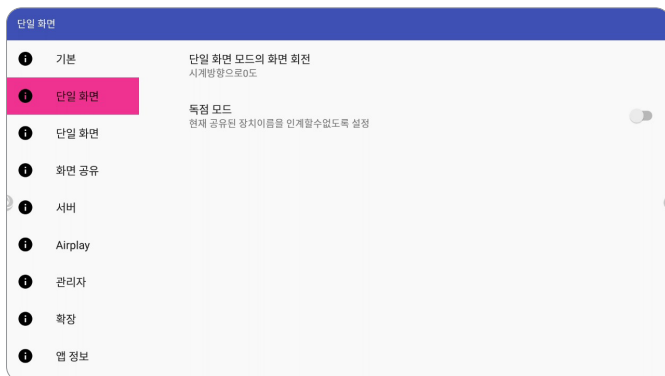 단일 화면
기본
단일 화면
단일 화면
화면 공유
서버
Airplay
관리자
확장
앱 정보
단일 화면 모드의 화면 회전
시계방향으로0도
독점 모드
현재 공유된 장치이름을 인계할수없도록 설정